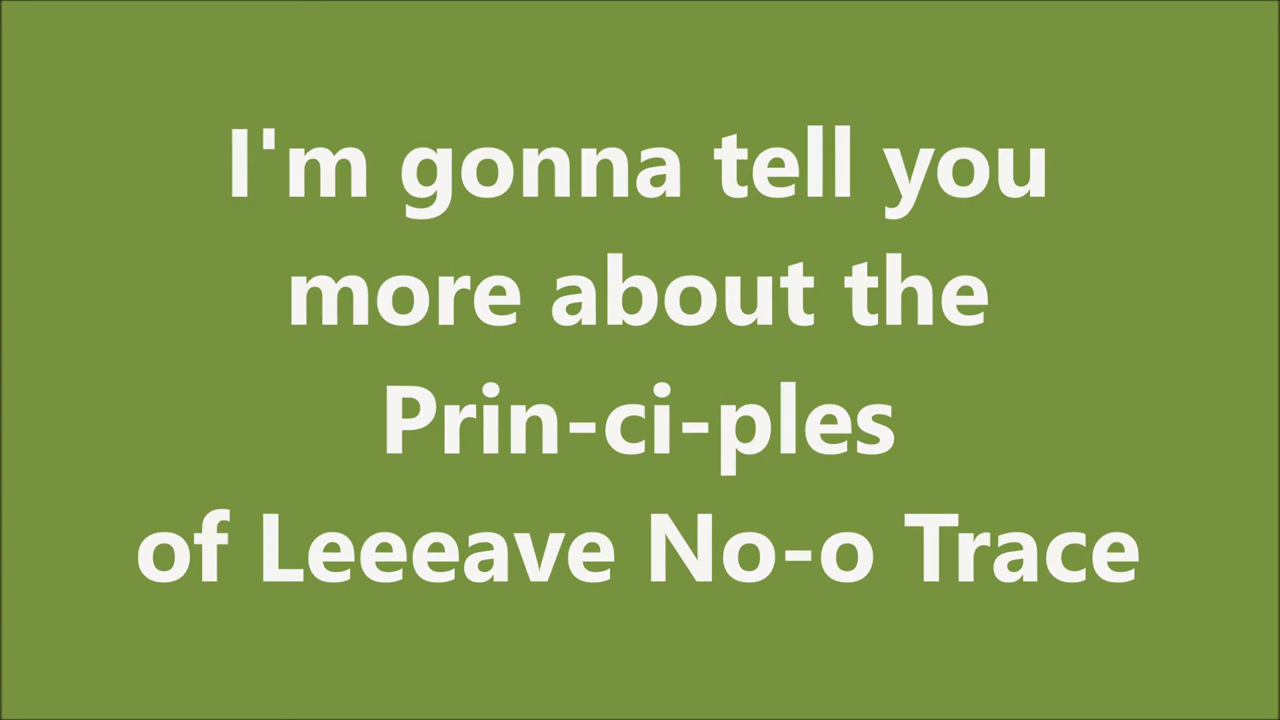 I'm gonna tell you
more about the
Prin-ci-ples
of Leeeave No-o Trace